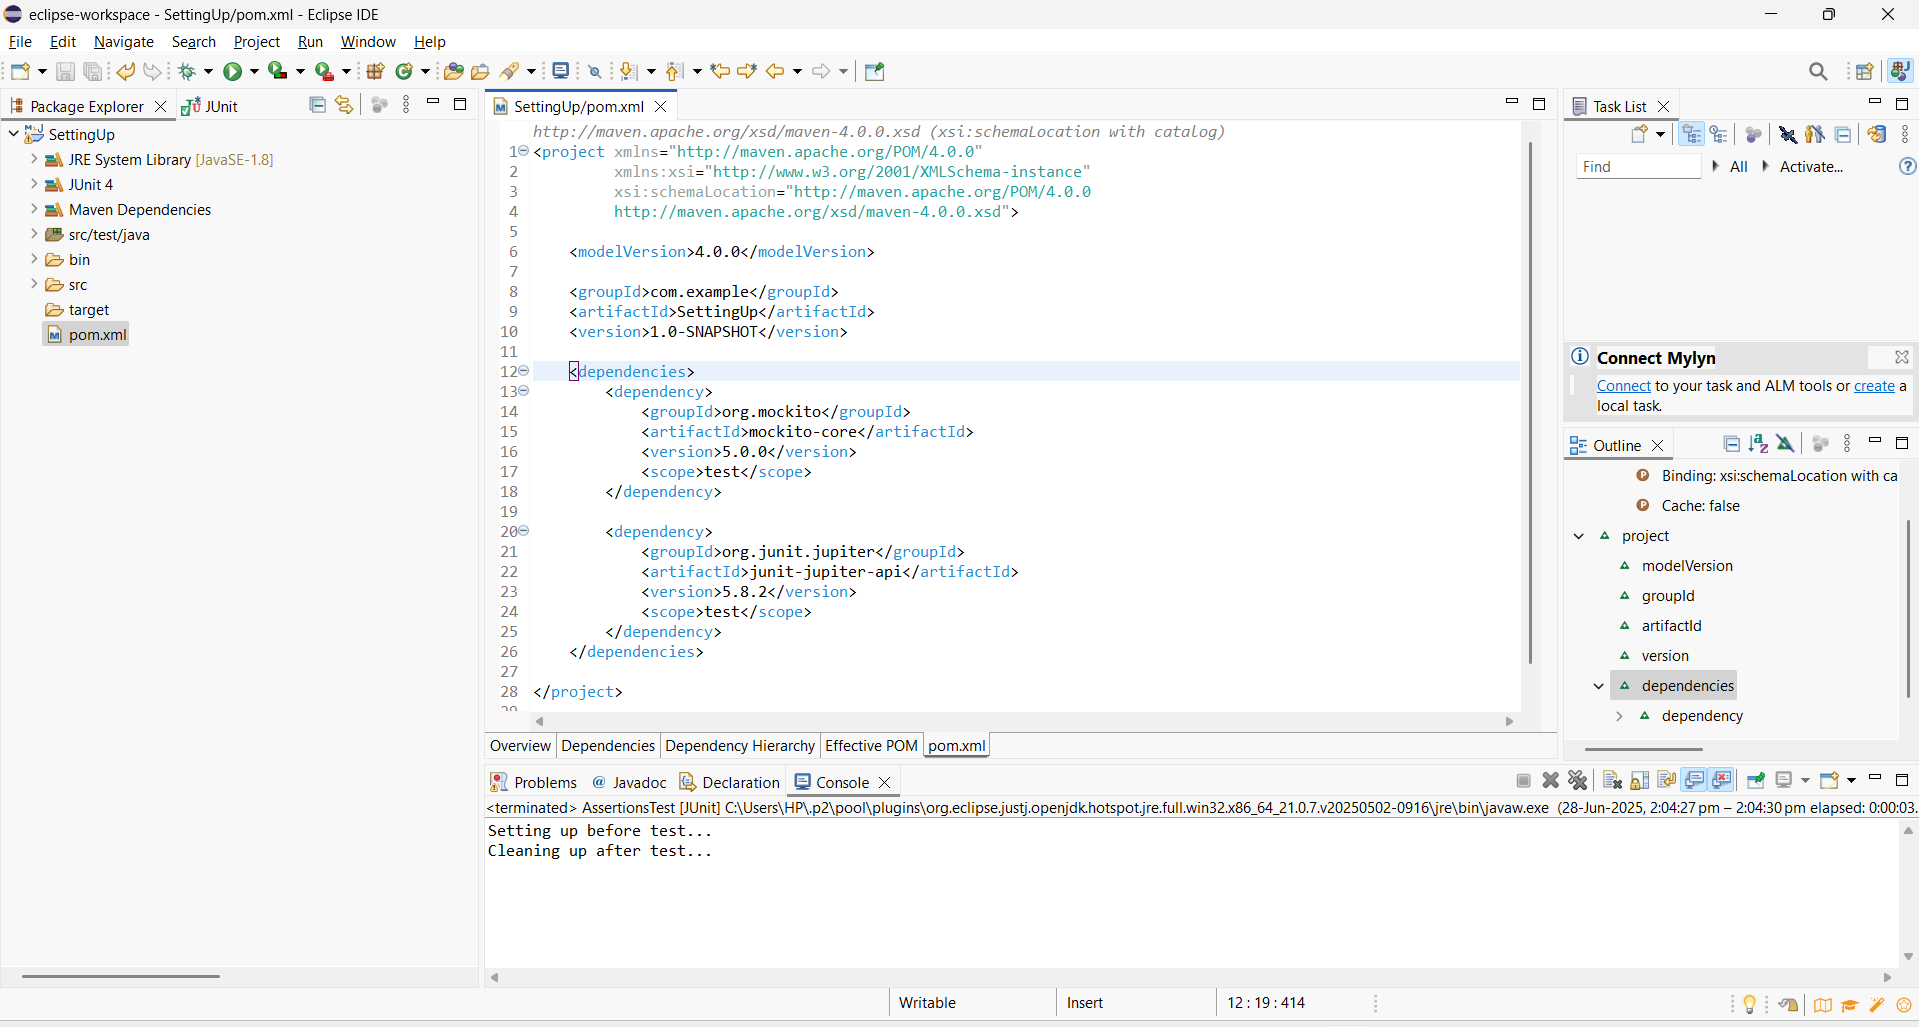 eclipse-workspace - SettingUp/pom.xml - Eclipse IDE
File Edit Navigate Search Project Run Window Help
Package Explorer
JUnit
SettingUp
JRE System Library [JavaSE-1.8]
JUnit 4
Maven Dependencies
src/test/java
bin
src
target
pom.xml
SettingUp/pom.xml
http://maven.apache.org/xsd/maven-4.0.0.xsd (xsi:schemaLocation with catalog)
1 <project xmlns="http://maven.apache.org/POM/4.0.0"
2 xmlns:xsi="http://www.w3.org/2001/XMLSchema-instance"
3 xsi:schemaLocation="http://maven.apache.org/POM/4.0.0
4 http://maven.apache.org/xsd/maven-4.0.0.xsd">
5
6 <modelVersion>4.0.0</modelVersion>
7
8 <groupId>com.example</groupId>
9 <artifactId>SettingUp</artifactId>
10 <version>1.0-SNAPSHOT</version>
11
12 <dependencies>
13 <dependency>
14 <groupId>org.mockito</groupId>
15 <artifactId>mockito-core</artifactId>
16 <version>5.0.0</version>
17 <scope>test</scope>
18 </dependency>
19
20 <dependency>
21 <groupId>org.junit.jupiter</groupId>
22 <artifactId>junit-jupiter-api</artifactId>
23 <version>5.8.2</version>
24 <scope>test</scope>
25 </dependency>
26 </dependencies>
27
28 </project>
29
Overview Dependencies Dependency Hierarchy Effective POM pom.xml
Task List
Find All Activate...
Connect Mylyn
Connect to your task and ALM tools or create a
local task.
Outline
Binding: xsi:schemaLocation with ca
Cache: false
project
modelVersion
groupId
artifactId
version
dependencies
dependency
Problems @ Javadoc Declaration Console
<terminated> AssertionsTest [JUnit] C:\Users\HP\.p2\pool\plugins\org.eclipse.justj.openjdk.hotspot.jre.full.win32.x86_64_21.0.7.v20250502-0916\jre\bin\javaw.exe (28-Jun-2025, 2:04:27 pm – 2:04:30 pm elapsed: 0:00:03.
Setting up before test...
Cleaning up after test...
Writable Insert 12 : 19 : 414